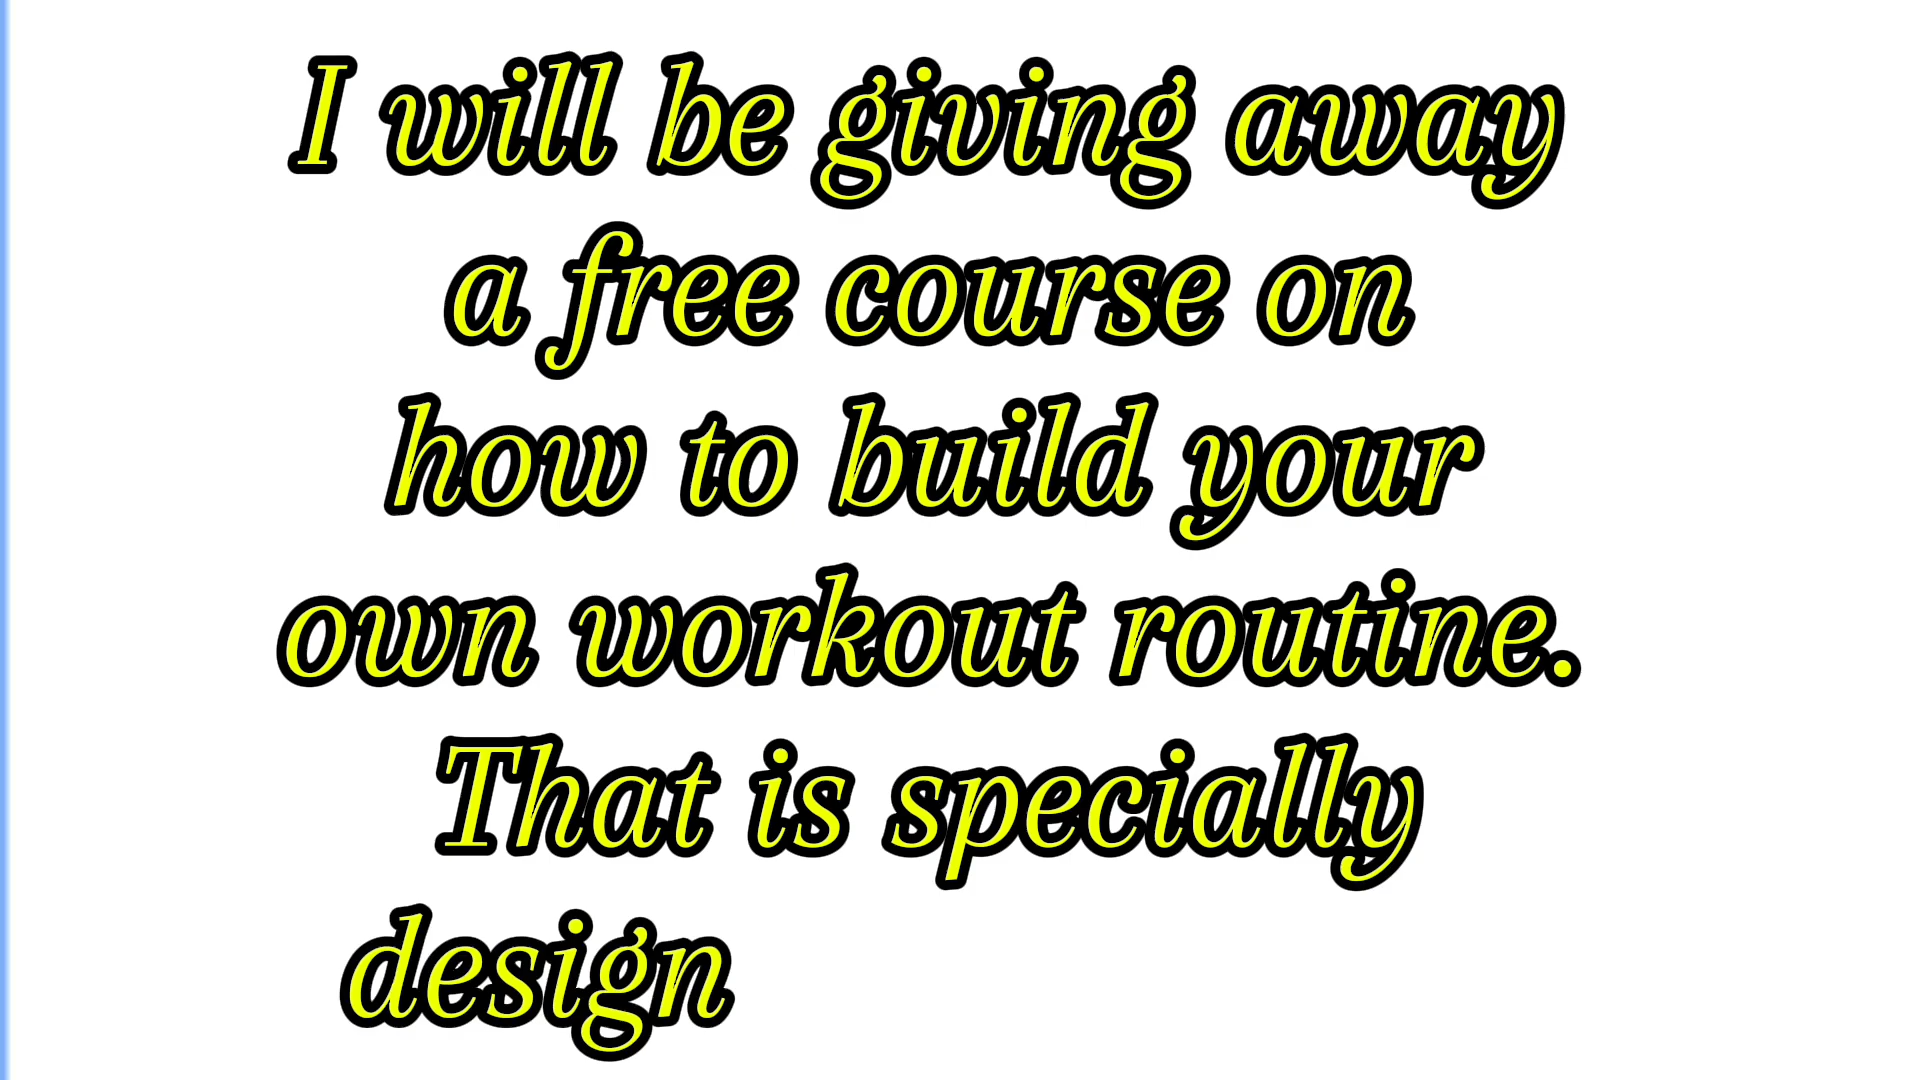 I will be giving away
a free course on
how to build your
own workout routine.
That is specially
design